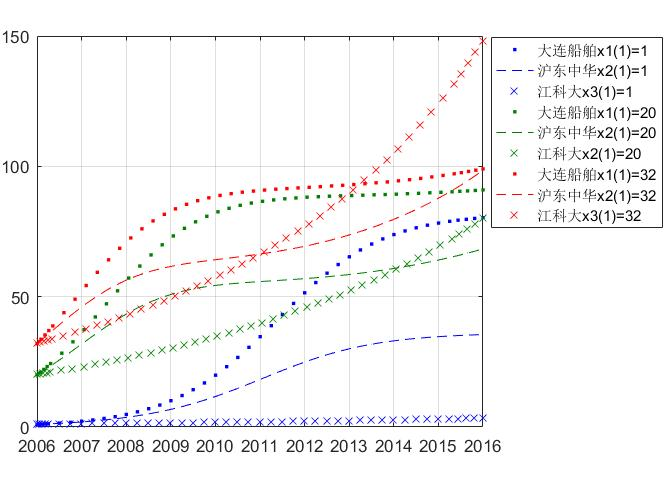 150
100
50
0
2006 2007 2008 2009 2010 2011 2012 2013 2014 2015 2016
大连船舶x1(1)=1
沪东中华x2(1)=1
江科大x3(1)=1
大连船舶x1(1)=20
沪东中华x2(1)=20
江科大x2(1)=20
大连船舶x1(1)=32
沪东中华x2(1)=32
江科大x3(1)=32